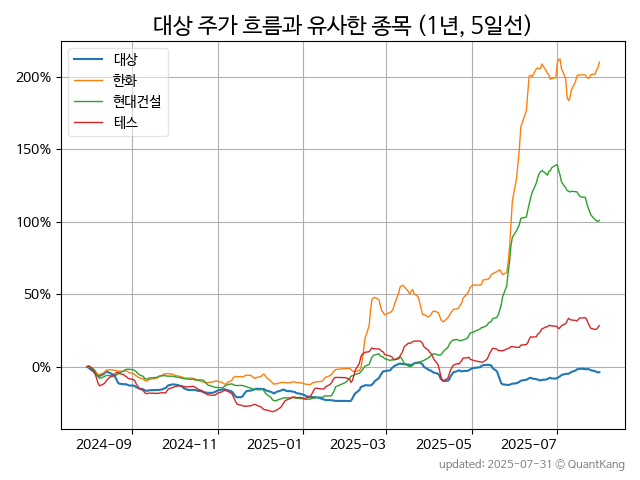 대상 주가 흐름과 유사한 종목 (1년, 5일선)
대상
한화
현대건설
테스
200%
150%
100%
50%
0%
2024-09 2024-11 2025-01 2025-03 2025-05 2025-07
updated: 2025-07-31 © QuantKang